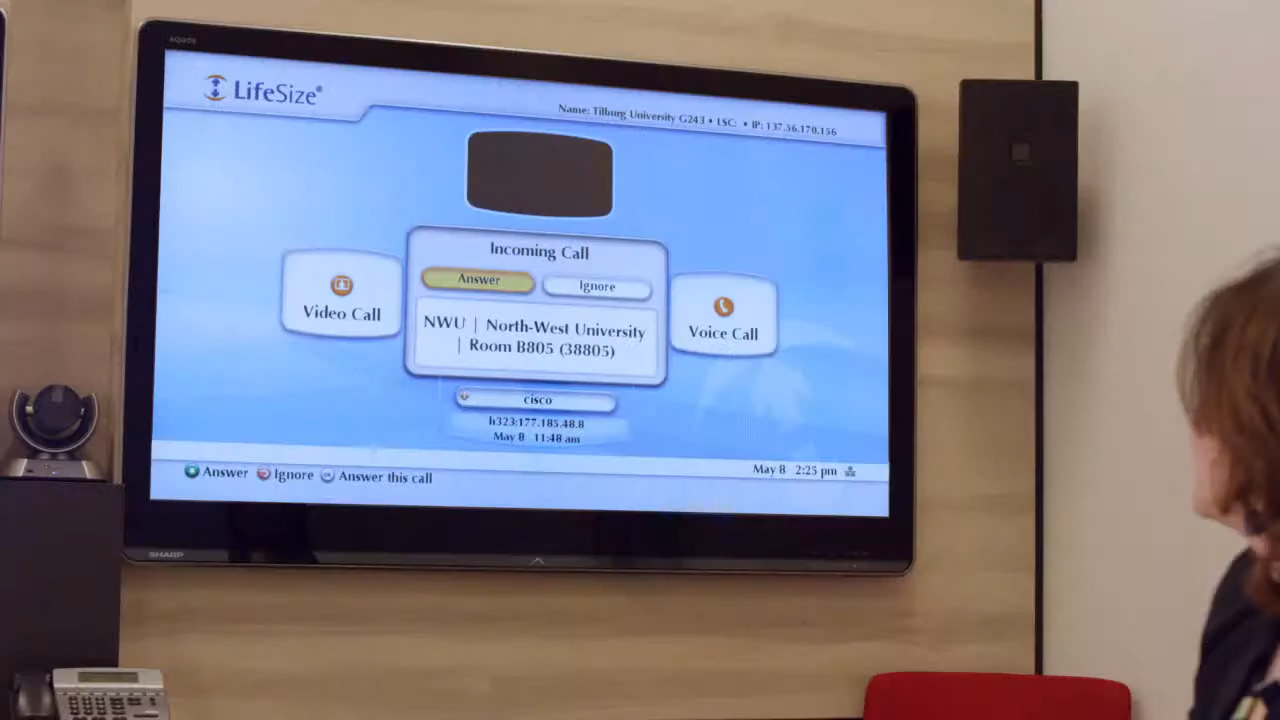 AQUOS
LifeSize®
Name: Tilburg University G243 • LSC: • IP: 137.56.170.156
Incoming Call
Answer
Ignore
Video Call
NWU | North-West University
| Room B805 (38805)
Voice Call
cisco
h323:177.185.48.8
May 8 11:48 am
Answer Ignore Answer this call
May 8 2:25 pm
SHARP